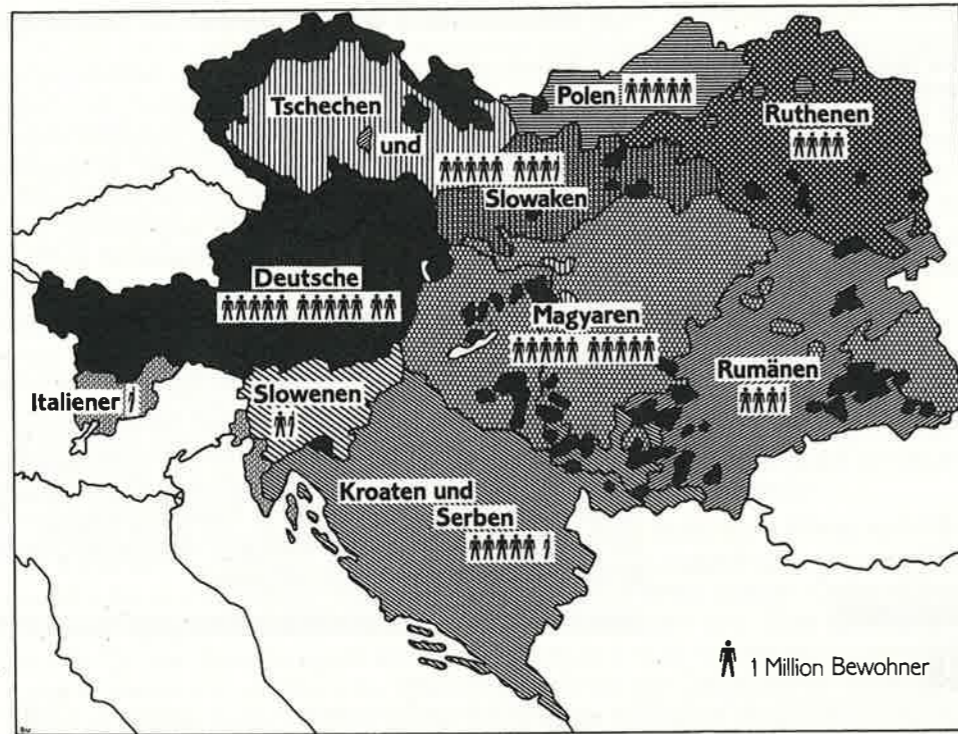 Tschechen
und
Slowaken
Polen
Ruthenen
Deutsche
Magyaren
Rumänen
Italiener
Slowenen
Kroaten und
Serben
1 Million Bewohner